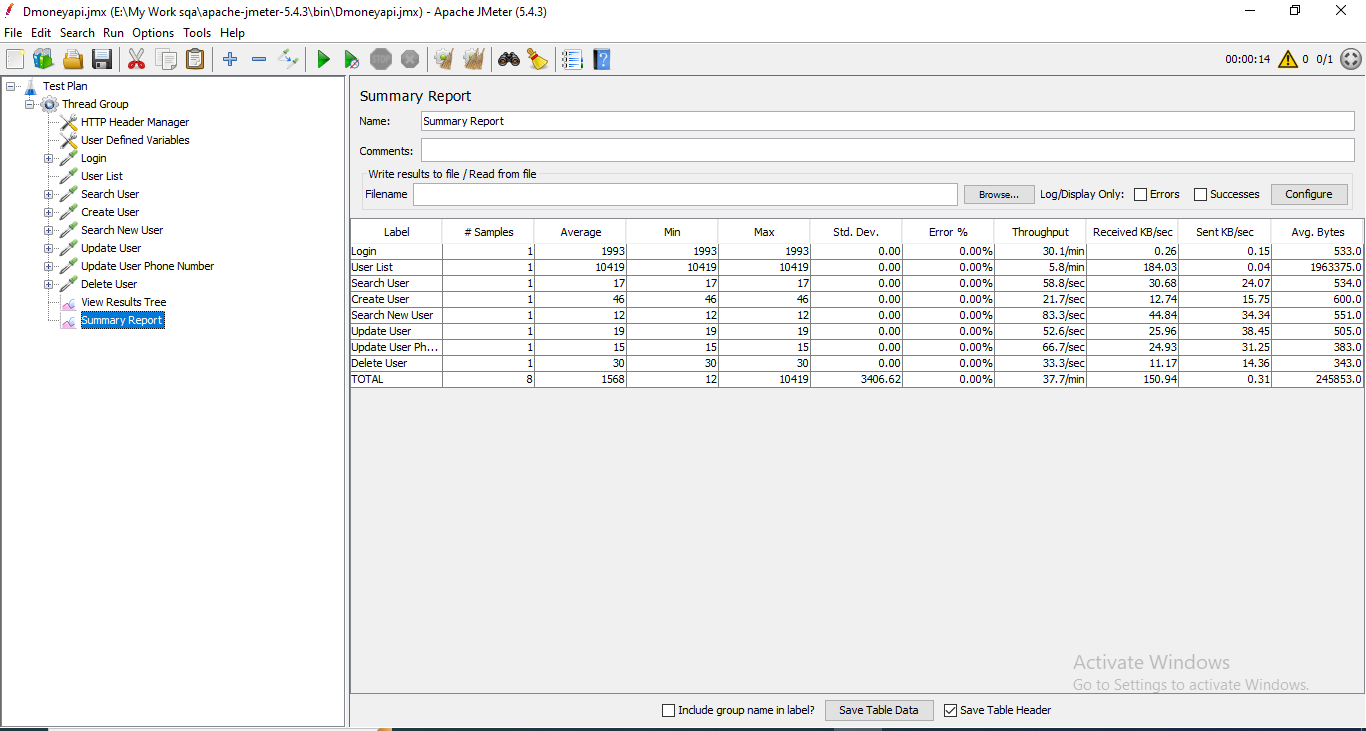 Dmoneyapi.jmx (E:\My Work sqa\apache-jmeter-5.4.3\bin\Dmoneyapi.jmx) - Apache JMeter (5.4.3)
File Edit Search Run Options Tools Help
STOP
00:00:14 0 0/1
Test Plan
Thread Group
HTTP Header Manager
User Defined Variables
Login
User List
Search User
Create User
Search New User
Update User
Update User Phone Number
Delete User
View Results Tree
Summary Report
Summary Report
Name: Summary Report
Comments:
Write results to file / Read from file
Filename Browse... Log/Display Only: Errors Successes Configure
Label # Samples Average Min Max Std. Dev. Error % Throughput Received KB/sec Sent KB/sec Avg. Bytes
Login 1 1993 1993 1993 0.00 0.00% 30.1/min 0.26 0.15 533.0
User List 1 10419 10419 10419 0.00 0.00% 5.8/min 184.03 0.04 1963375.0
Search User 1 17 17 17 0.00 0.00% 58.8/sec 30.68 24.07 534.0
Create User 1 46 46 46 0.00 0.00% 21.7/sec 12.74 15.75 600.0
Search New User 1 12 12 12 0.00 0.00% 83.3/sec 44.84 34.34 551.0
Update User 1 19 19 19 0.00 0.00% 52.6/sec 25.96 38.45 505.0
Update User Ph... 1 15 15 15 0.00 0.00% 66.7/sec 24.93 31.25 383.0
Delete User 1 30 30 30 0.00 0.00% 33.3/sec 11.17 14.36 343.0
TOTAL 8 1568 12 10419 3406.62 0.00% 37.7/min 150.94 0.31 245853.0
Activate Windows
Go to Settings to activate Windows.
Include group name in label? Save Table Data Save Table Header